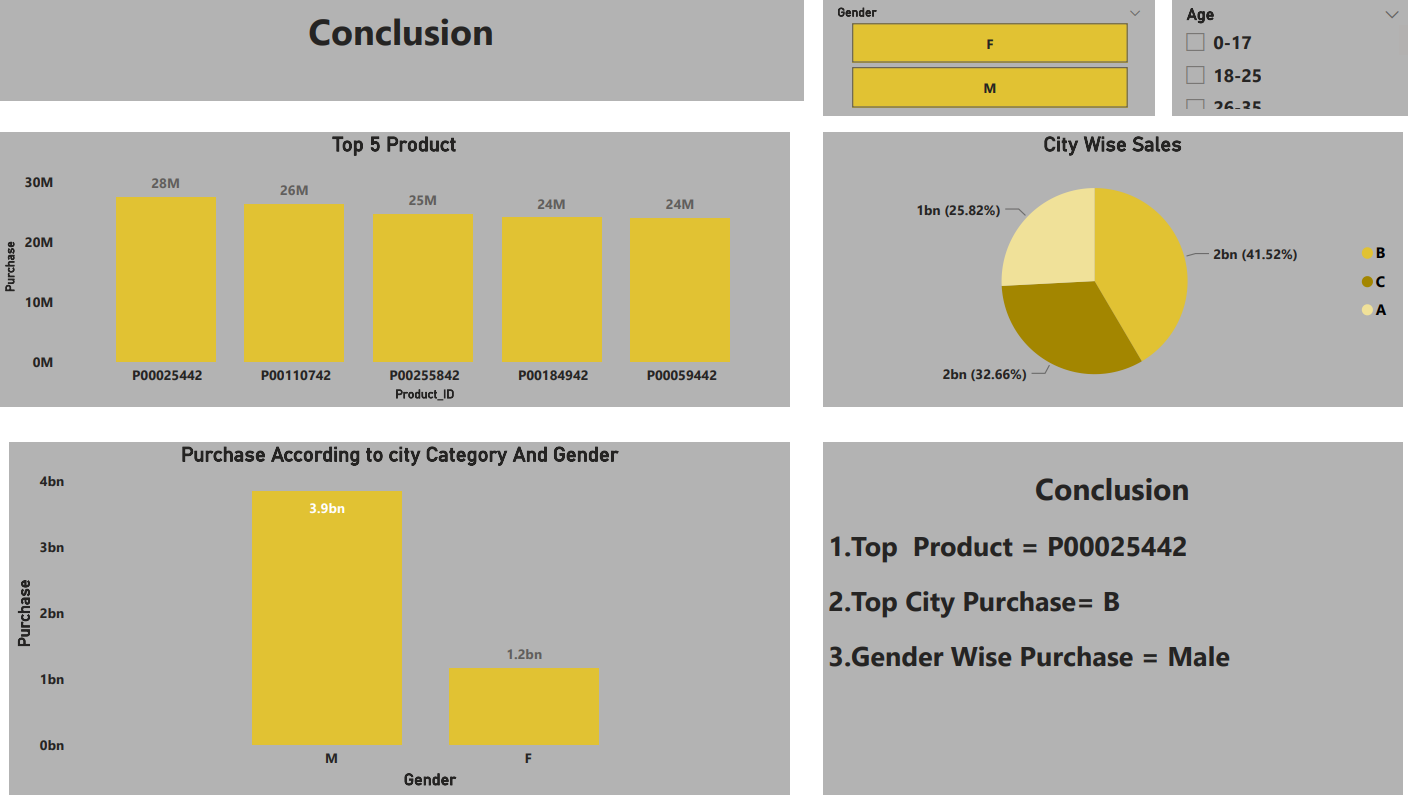 Conclusion
Gender
F
M
Age
0-17
18-25
26-35
Top 5 Product
Purchase
30M
20M
10M
0M
28M
26M
25M
24M
24M
P00025442
P00110742
P00255842
P00184942
P00059442
Product_ID
City Wise Sales
1bn (25.82%)
2bn (41.52%)
2bn (32.66%)
B
C
A
Purchase According to city Category And Gender
Purchase
4bn
3bn
2bn
1bn
0bn
3.9bn
1.2bn
M
F
Gender
Conclusion
1.Top  Product = P00025442
2.Top City Purchase= B
3.Gender Wise Purchase = Male